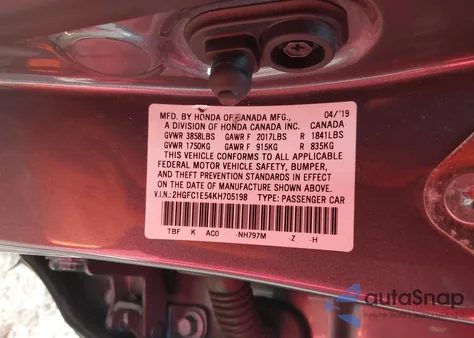 MFD. BY HONDA OF CANADA MFG., 04/'19
A DIVISION OF HONDA CANADA INC. CANADA
GVWR 3858LBS GAWR F 2017LBS R 1841LBS
GVWR 1750KG GAWR F 915KG R 835KG
THIS VEHICLE CONFORMS TO ALL APPLICABLE
FEDERAL MOTOR VEHICLE SAFETY, BUMPER,
AND THEFT PREVENTION STANDARDS IN EFFECT
ON THE DATE OF MANUFACTURE SHOWN ABOVE.
V.I.N.: 2HGFC1E54KH705198 TYPE: PASSENGER CAR
TBF K AC0 -NH797M -Z -H
autoSnap